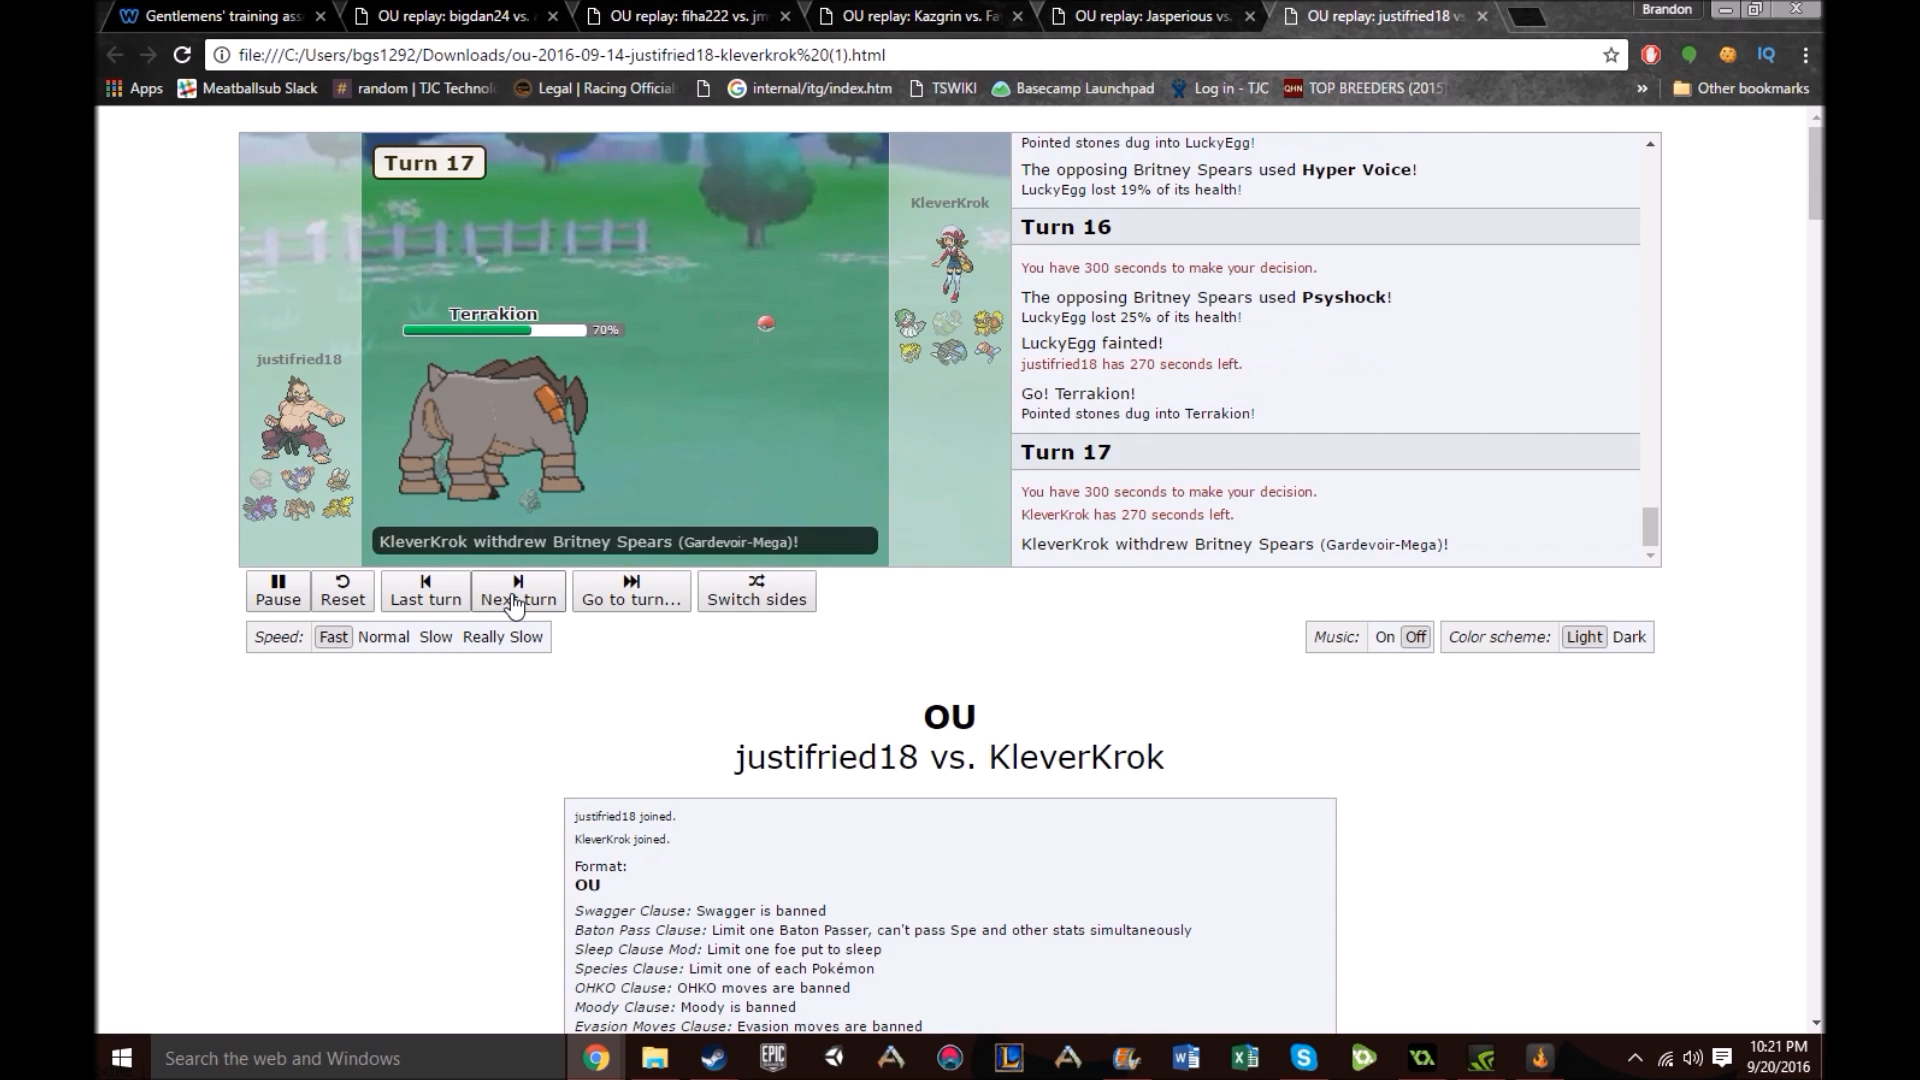 Gentlemens' training ass
OU replay: bigdan24 vs.
OU replay: fiha222 vs. jm
OU replay: Kazgrin vs. Fa
OU replay: Jasperious vs.
OU replay: justifried18 vs
Brandon
file:///C:/Users/bgs1292/Downloads/ou-2016-09-14-justifried18-kleverkrok%20(1).html
IQ
Apps
Meatballsub Slack
random | TJC Technol
Legal | Racing Official
internal/itg/index.htm
TSWIKI
Basecamp Launchpad
Log in - TJC
QHN
TOP BREEDERS (2015
»
Other bookmarks
Turn 17
KleverKrok
Terrakion
70%
justifried18
KleverKrok withdrew Britney Spears (Gardevoir-Mega)!
Pointed stones dug into LuckyEgg!
The opposing Britney Spears used Hyper Voice!
LuckyEgg lost 19% of its health!
Turn 16
You have 300 seconds to make your decision.
The opposing Britney Spears used Psyshock!
LuckyEgg lost 25% of its health!
LuckyEgg fainted!
justifried18 has 270 seconds left.
Go! Terrakion!
Pointed stones dug into Terrakion!
Turn 17
You have 300 seconds to make your decision.
KleverKrok has 270 seconds left.
KleverKrok withdrew Britney Spears (Gardevoir-Mega)!
Pause
Reset
Last turn
Next turn
Go to turn...
Switch sides
Speed: Fast Normal Slow Really Slow
Music: On Off
Color scheme: Light Dark
OU
justifried18 vs. KleverKrok
justifried18 joined.
KleverKrok joined.
Format:
OU
Swagger Clause: Swagger is banned
Baton Pass Clause: Limit one Baton Passer, can't pass Spe and other stats simultaneously
Sleep Clause Mod: Limit one foe put to sleep
Species Clause: Limit one of each Pokémon
OHKO Clause: OHKO moves are banned
Moody Clause: Moody is banned
Evasion Moves Clause: Evasion moves are banned
Search the web and Windows
EPIC GAMES
10:21 PM
9/20/2016